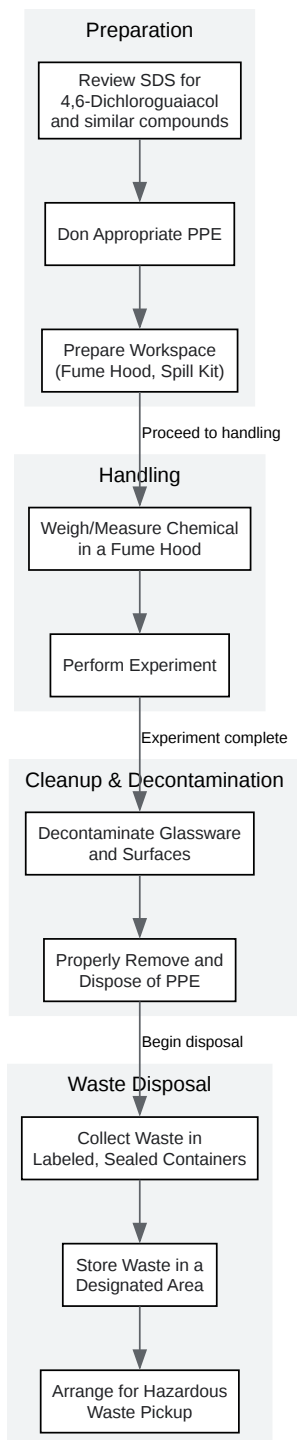 Preparation
Review SDS for
4,6-Dichloroguaiacol
and similar compounds
Don Appropriate PPE
Prepare Workspace
(Fume Hood, Spill Kit)
Proceed to handling
Handling
Weigh/Measure Chemical
in a Fume Hood
Perform Experiment
Experiment complete
Cleanup & Decontamination
Decontaminate Glassware
and Surfaces
Properly Remove and
Dispose of PPE
Begin disposal
Waste Disposal
Collect Waste in
Labeled, Sealed Containers
Store Waste in a
Designated Area
Arrange for Hazardous
Waste Pickup